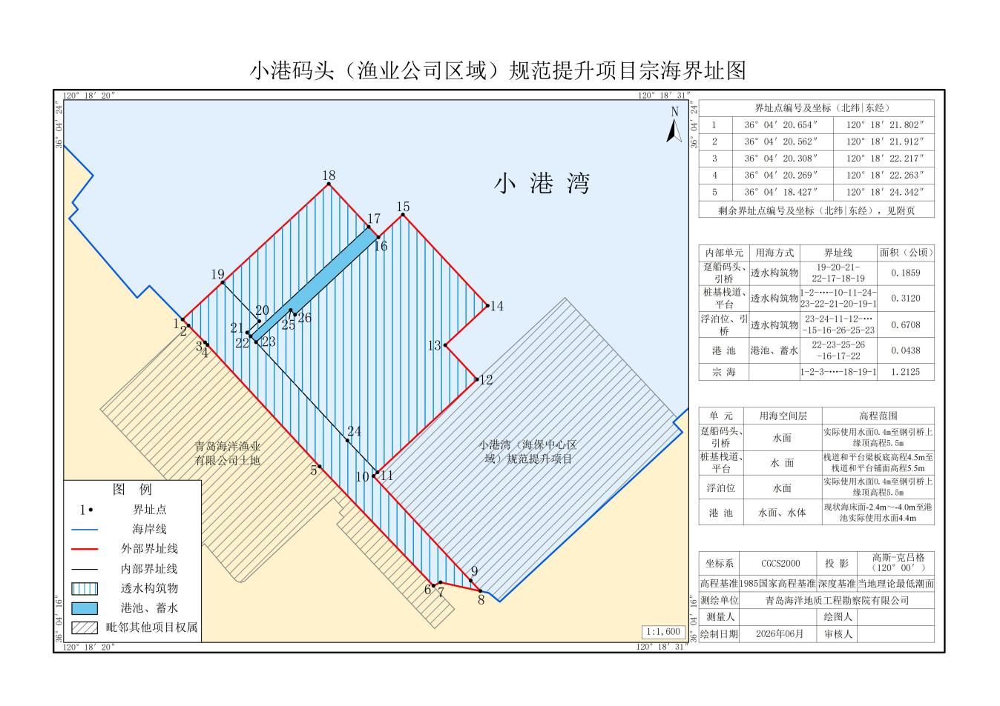 小港码头（渔业公司区域）规范提升项目宗海界址图
120° 18′ 20″
120° 18′ 31″
36° 04′ 24″
36° 04′ 24″
N
小 港 湾
18
17
15
16
19
14
20
1
2
21
25
26
22
23
3
4
13
12
24
青岛海洋渔业
有限公司土地
小港湾（海保中心区
域）规范提升项目
5
10
11
9
6
7
8
图 例
1 界址点
海岸线
外部界址线
内部界址线
透水构筑物
港池、蓄水
毗邻其他项目权属
1:1,600
36° 04′ 16″
36° 04′ 16″
120° 18′ 20″
120° 18′ 31″
界址点编号及坐标（北纬|东经）
1 36° 04′ 20.654″ 120° 18′ 21.802″
2 36° 04′ 20.562″ 120° 18′ 21.912″
3 36° 04′ 20.308″ 120° 18′ 22.217″
4 36° 04′ 20.269″ 120° 18′ 22.263″
5 36° 04′ 18.427″ 120° 18′ 24.342″
剩余界址点编号及坐标（北纬|东经），见附页
内部单元 用海方式 界址线 面积（公顷）
趸船码头、引桥 透水构筑物 19-20-21-22-17-18-19 0.1859
桩基栈道、平台 透水构筑物 1-2-…-10-11-24-23-22-21-20-19-1 0.3120
浮泊位、引桥 透水构筑物 23-24-11-12-…-15-16-26-25-23 0.6708
港 池 港池、蓄水 22-23-25-26-16-17-22 0.0438
宗 海 1-2-3-…-18-19-1 1.2125
单 元 用海空间层 高程范围
趸船码头、引桥 水面 实际使用水面0.4m至钢引桥上缘顶高程5.5m
桩基栈道、平台 水 面 栈道和平台梁板底高程4.5m至栈道和平台铺面高程5.5m
浮泊位 水面 实际使用水面0.4m至钢引桥上缘顶高程5.5m
港 池 水面、水体 现状海床面-2.4m～-4.0m至港池实际使用水面4.4m
坐标系 CGCS2000 投 影 高斯-克吕格（120° 00′）
高程基准 1985国家高程基准 深度基准 当地理论最低潮面
测绘单位 青岛海洋地质工程勘察院有限公司
测量人 绘图人
绘制日期 2026年06月 审核人